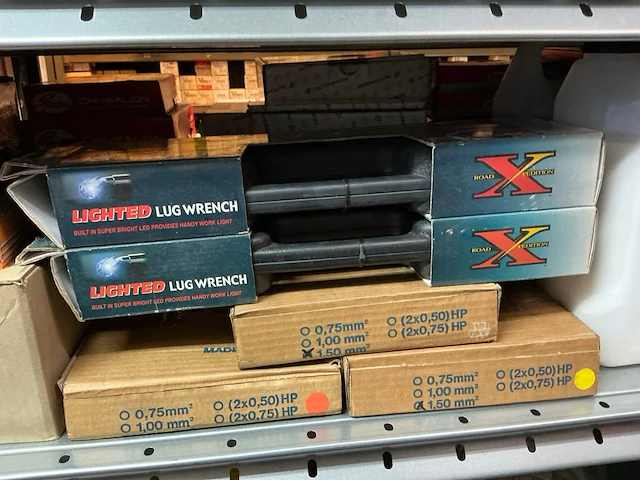 LIGHTED LUG WRENCH
BUILT IN SUPER BRIGHT LED PROVIDES HANDY WORK LIGHT
ROAD XPEDITION
LIGHTED LUG WRENCH
BUILT IN SUPER BRIGHT LED PROVIDES HANDY WORK LIGHT
ROAD XPEDITION
0,75mm² (2x0,50)HP
1,00 mm² (2x0,75)HP
1,50 mm²
MADE
0,75mm² (2x0,50)HP
1,00 mm² (2x0,75)HP
0,75mm² (2x0,50)HP
1,00 mm² (2x0,75)HP
1,50 mm²